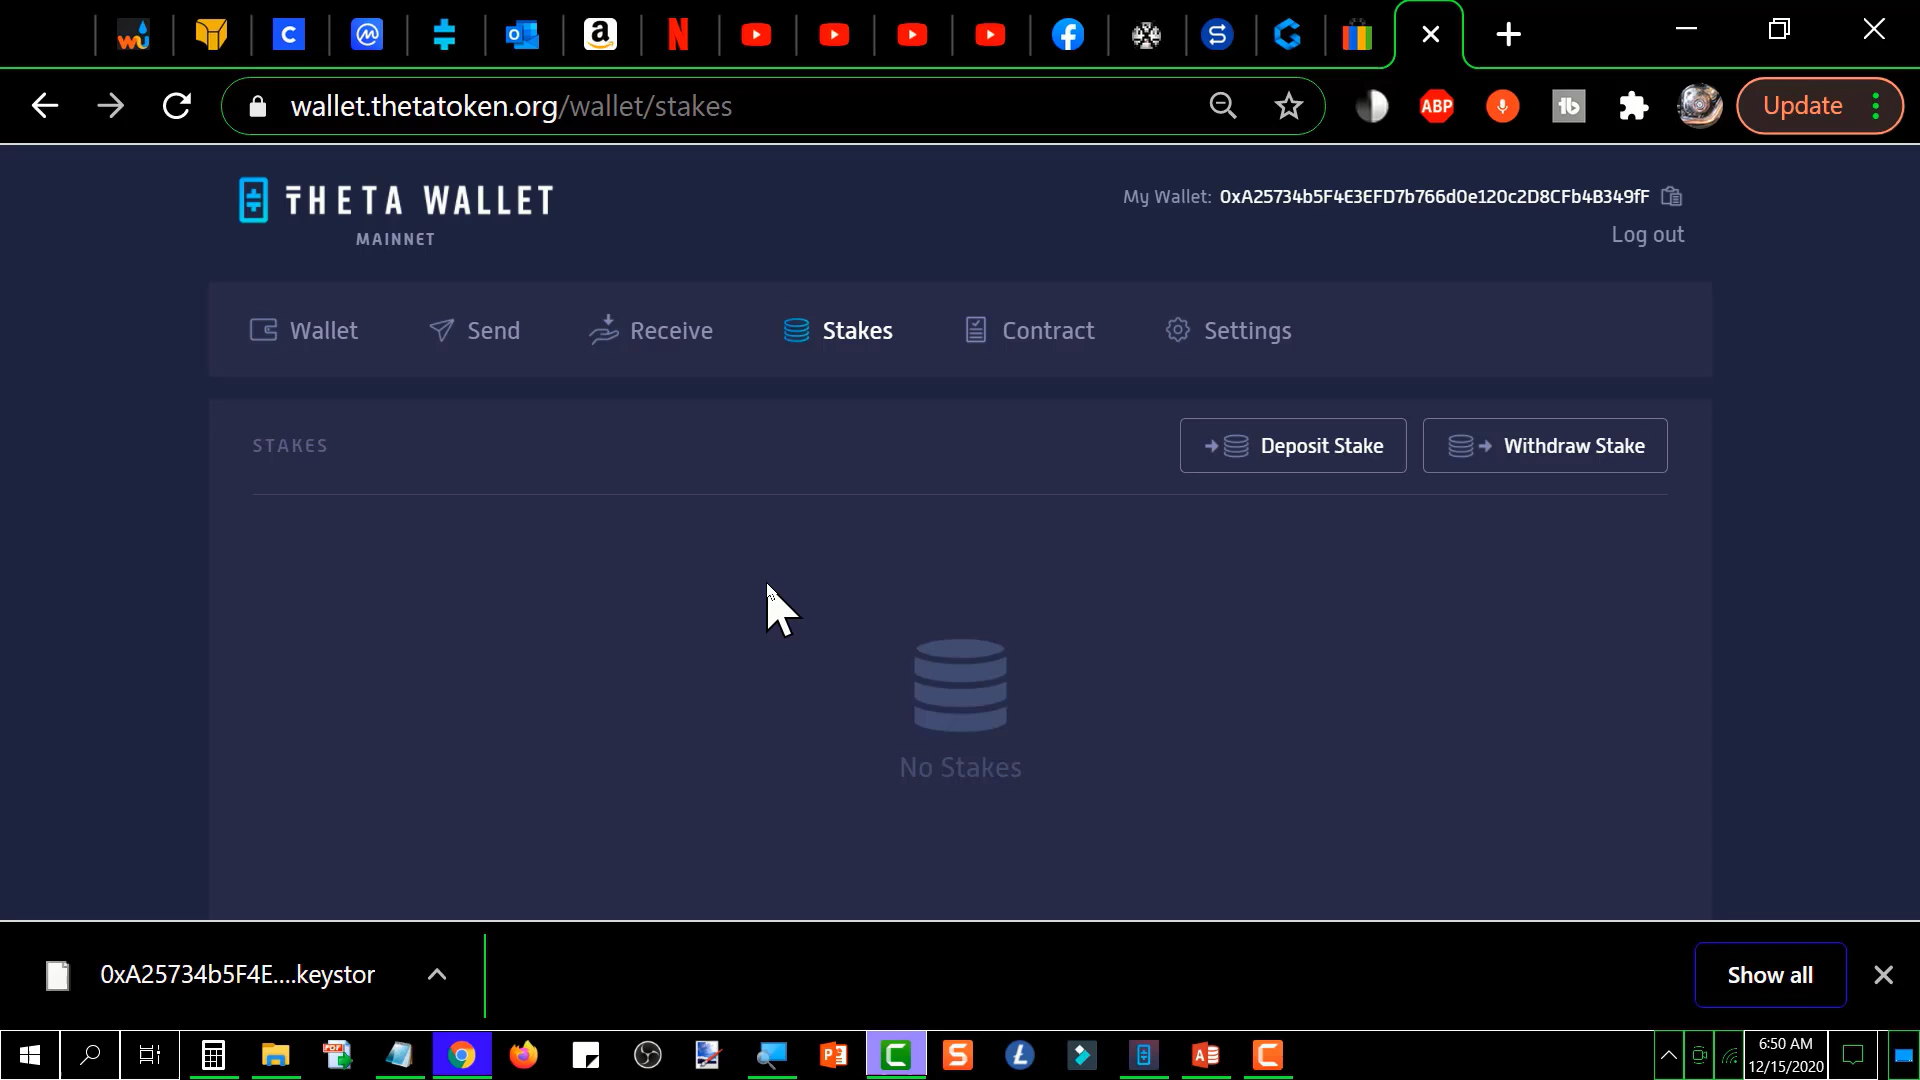 Update
wallet.thetatoken.org/wallet/stakes
THETA WALLET
MAINNET
My Wallet: 0xA25734b5F4E3EFD7b766d0e120c2D8CFb4B349fF
Log out
Wallet
Send
Receive
Stakes
Contract
Settings
STAKES
Deposit Stake
Withdraw Stake
No Stakes
0xA25734b5F4E....keystor
Show all
6:50 AM
12/15/2020